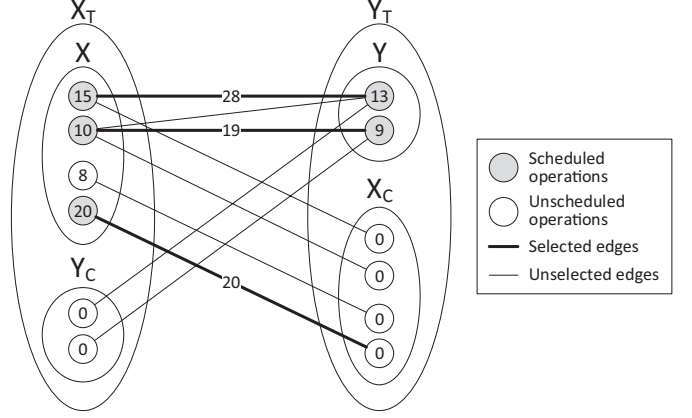 X_T
Y_T
X
Y
15
28
13
10
19
9
8
X_C
20
0
0
Y_C
20
0
0
0
0
Scheduled
operations
Unscheduled
operations
Selected edges
Unselected edges